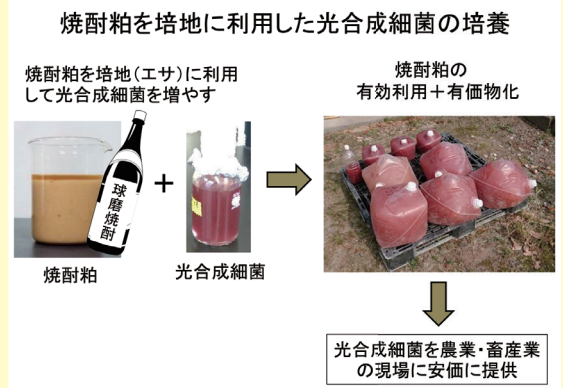 焼酎粕を培地に利用した光合成細菌の培養
焼酎粕を培地（エサ）に利用
して光合成細菌を増やす
球磨焼酎
＋
焼酎粕
光合成細菌
焼酎粕の
有効利用＋有価物化
光合成細菌を農業・畜産業
の現場に安価に提供